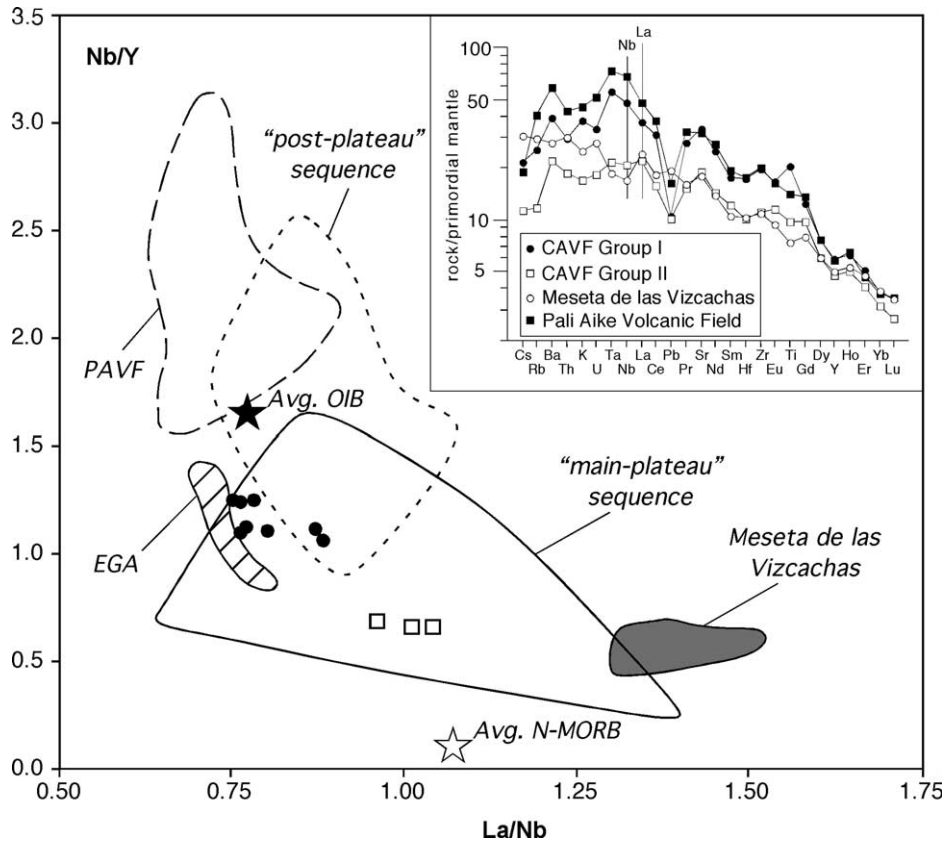 3.5
Nb/Y
3.0
2.5
2.0
1.5
1.0
0.5
0.0
0.50
0.75
1.00
1.25
1.50
1.75
La/Nb
"post-plateau"
sequence
PAVF
Avg. OIB
EGA
"main-plateau"
sequence
Meseta de las
Vizcachas
Avg. N-MORB
rock/primordial mantle
100
50
10
5
Nb
La
CAVF Group I
CAVF Group II
Meseta de las Vizcachas
Pali Aike Volcanic Field
Cs Ba K Ta La Pb Sr Sm Zr Ti Dy Ho Yb
Rb Th U Nb Ce Pr Nd Hf Eu Gd Y Er Lu